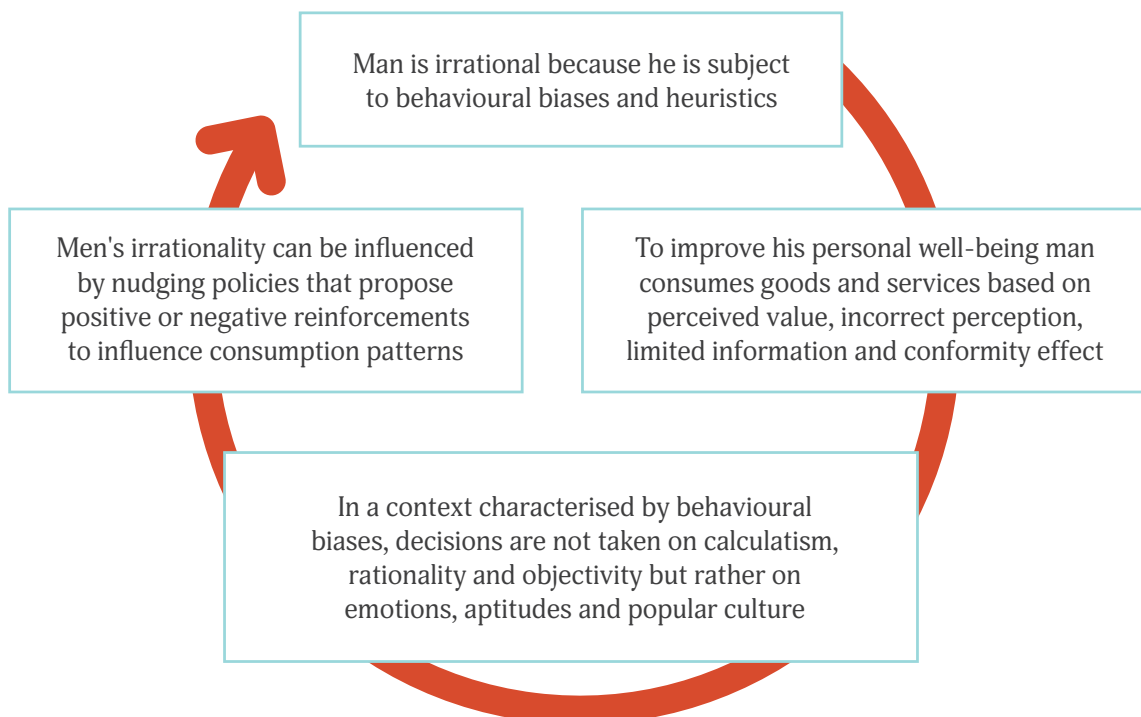 Man is irrational because he is subject
to behavioural biases and heuristics
To improve his personal well-being man
consumes goods and services based on
perceived value, incorrect perception,
limited information and conformity effect
In a context characterised by behavioural
biases, decisions are not taken on calculatism,
rationality and objectivity but rather on
emotions, aptitudes and popular culture
Men's irrationality can be influenced
by nudging policies that propose
positive or negative reinforcements
to influence consumption patterns